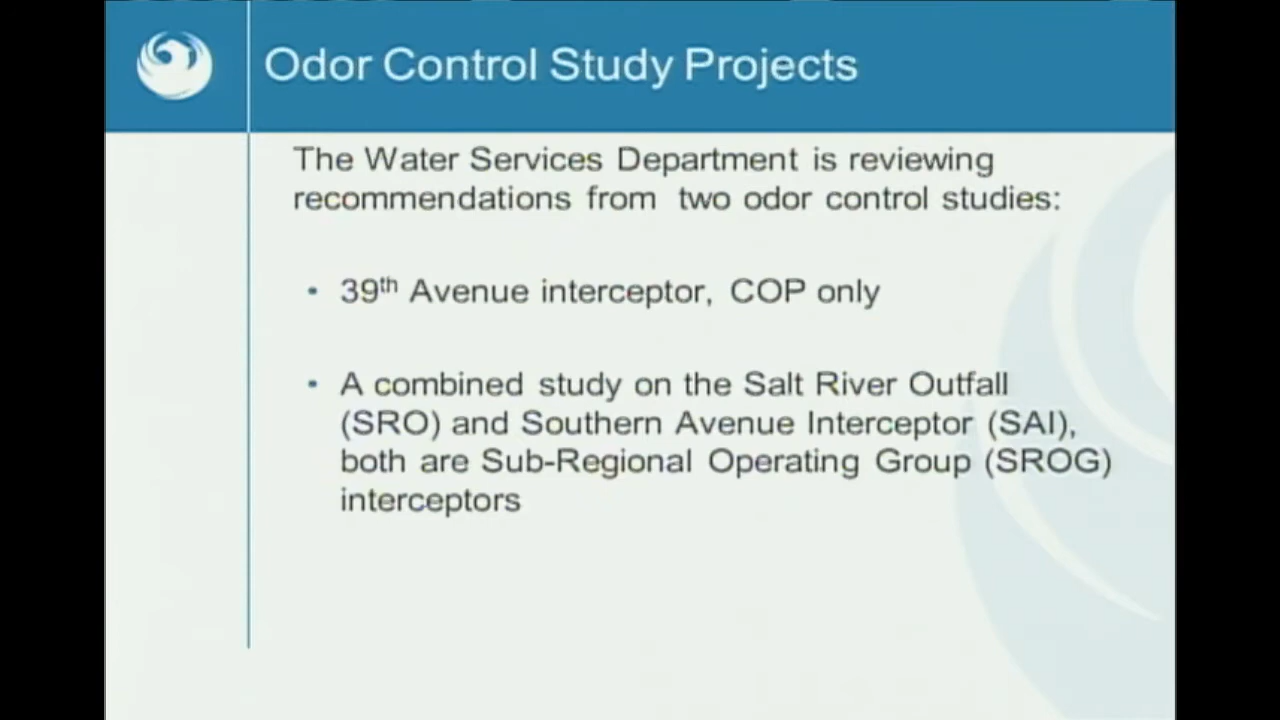 Odor Control Study Projects
The Water Services Department is reviewing
recommendations from two odor control studies:
• 39th Avenue interceptor, COP only
• A combined study on the Salt River Outfall
(SRO) and Southern Avenue Interceptor (SAI),
both are Sub-Regional Operating Group (SROG)
interceptors